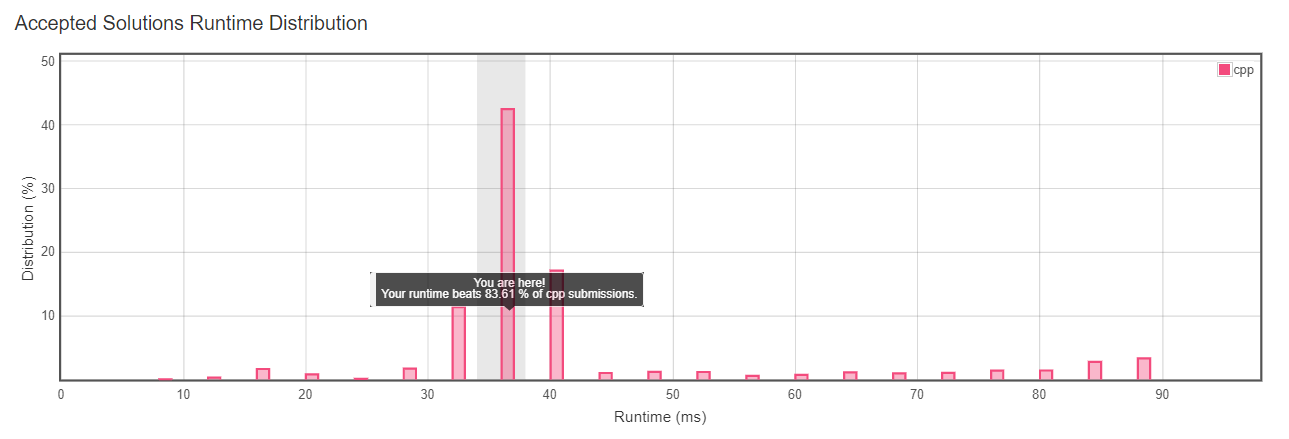 Accepted Solutions Runtime Distribution
50
cpp
40
30
20
You are here!
Your runtime beats 83.61 % of cpp submissions.
10
Distribution (%)
0 10 20 30 40 50 60 70 80 90
Runtime (ms)